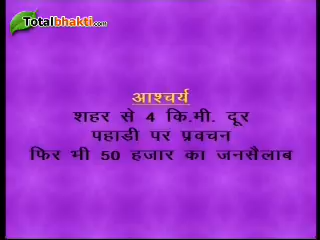 Totalbhakti.com
आश्चर्य
शहर से 4 कि.मी. दूर
पहाडी पर प्रवचन
फिर भी 50 हजार का जनसैलाब